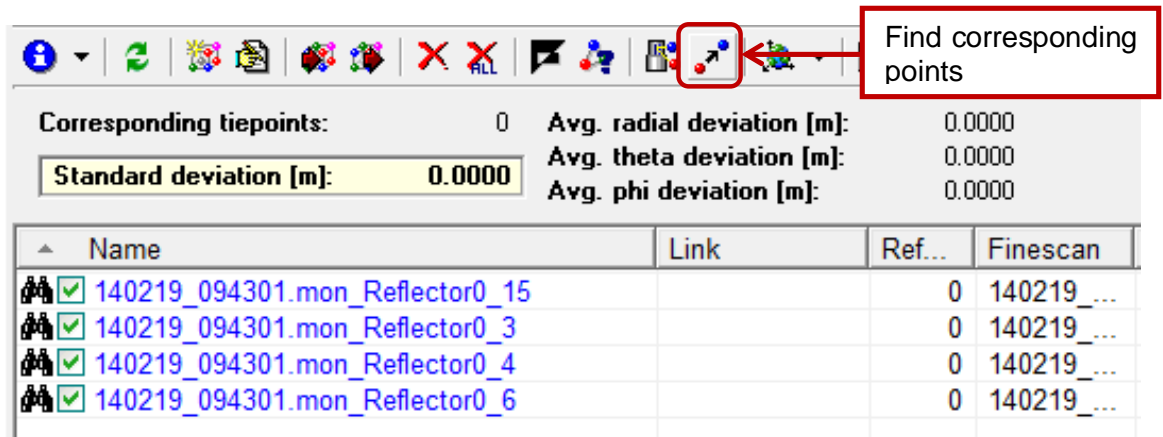 Find corresponding
points
ALL
Corresponding tiepoints: 0 Avg. radial deviation [m]: 0.0000
Avg. theta deviation [m]: 0.0000
Standard deviation [m]: 0.0000
Avg. phi deviation [m]: 0.0000
Name Link Ref... Finescan
140219_094301.mon_Reflector0_15 0 140219_...
140219_094301.mon_Reflector0_3 0 140219_...
140219_094301.mon_Reflector0_4 0 140219_...
140219_094301.mon_Reflector0_6 0 140219_...